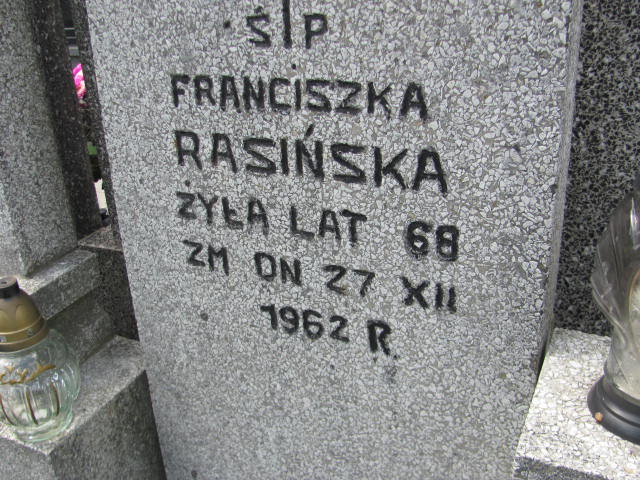 ŚP
FRANCISZKA
RASIŃSKA
ŻYŁA LAT 68
ZM DN 27 XII
1962 R.